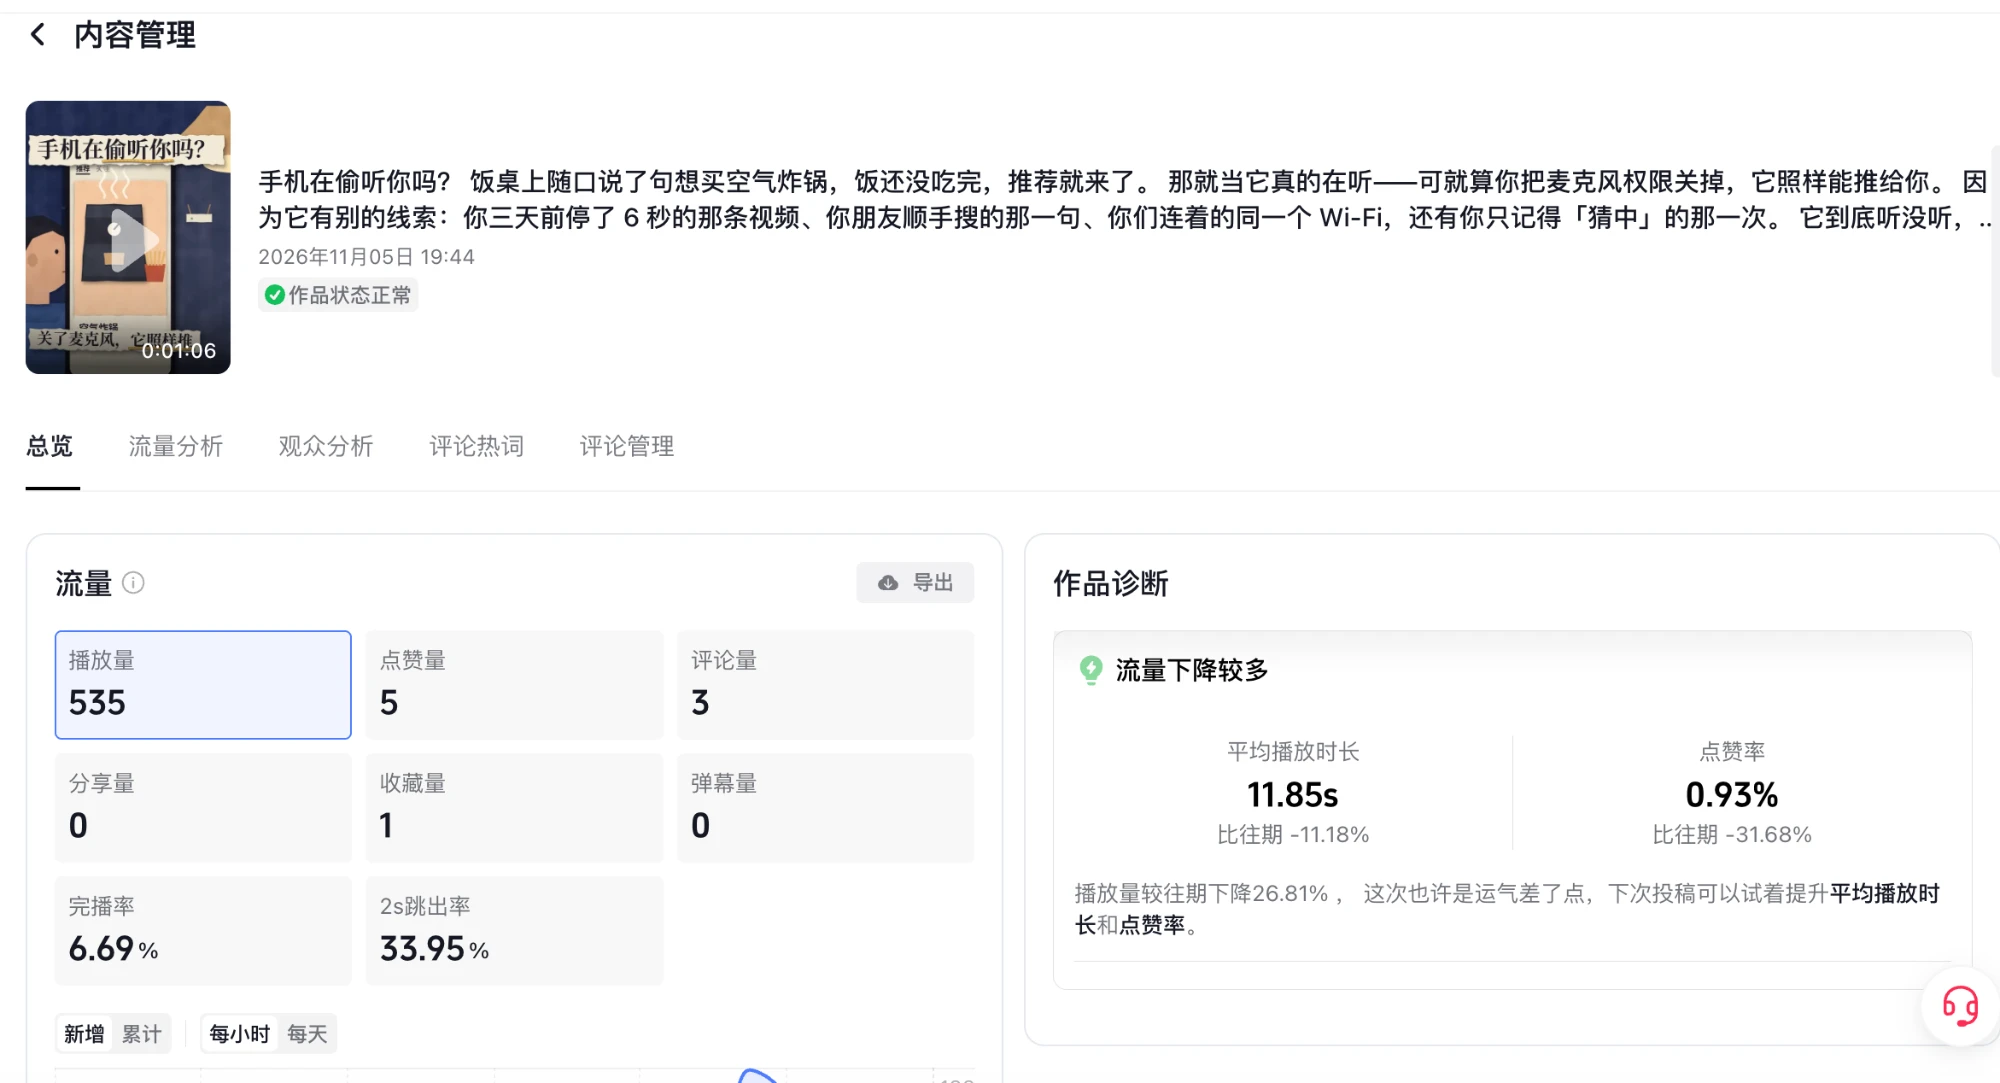 内容管理
手机在偷听你吗?
推荐
空气炸锅
关了麦克风，它照样推
0:01:06
手机在偷听你吗？ 饭桌上随口说了句想买空气炸锅，饭还没吃完，推荐就来了。 那就当它真的在听——可就算你把麦克风权限关掉，它照样能推给你。 因
为它有别的线索：你三天前停了 6 秒的那条视频、你朋友顺手搜的那一句、你们连着的同一个 Wi-Fi，还有你只记得「猜中」的那一次。 它到底听没听，...
2026年11月05日 19:44
作品状态正常
总览 流量分析 观众分析 评论热词 评论管理
流量
导出
播放量 点赞量 评论量
535 5 3
分享量 收藏量 弹幕量
0 1 0
完播率 2s跳出率
6.69% 33.95%
新增 累计 每小时 每天
作品诊断
流量下降较多
平均播放时长 点赞率
11.85s 0.93%
比往期 -11.18% 比往期 -31.68%
播放量较往期下降26.81% ， 这次也许是运气差了点，下次投稿可以试着提升平均播放时
长和点赞率。